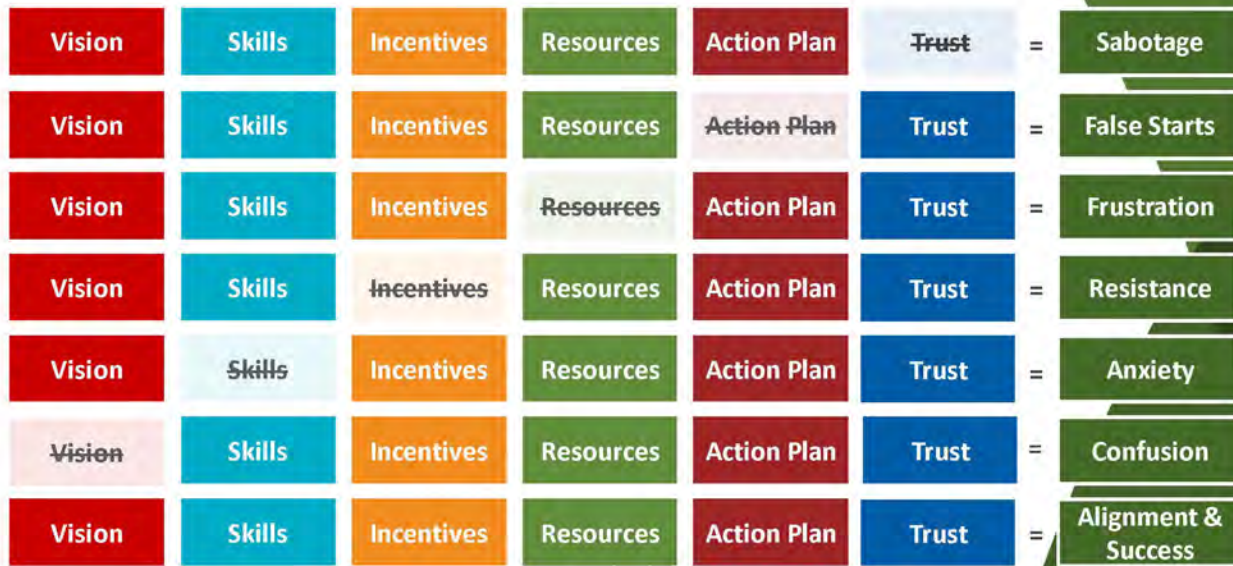 Vision Skills Incentives Resources Action Plan Trust = Sabotage
Vision Skills Incentives Resources Action Plan Trust = False Starts
Vision Skills Incentives Resources Action Plan Trust = Frustration
Vision Skills Incentives Resources Action Plan Trust = Resistance
Vision Skills Incentives Resources Action Plan Trust = Anxiety
Vision Skills Incentives Resources Action Plan Trust = Confusion
Vision Skills Incentives Resources Action Plan Trust = Alignment &
Success